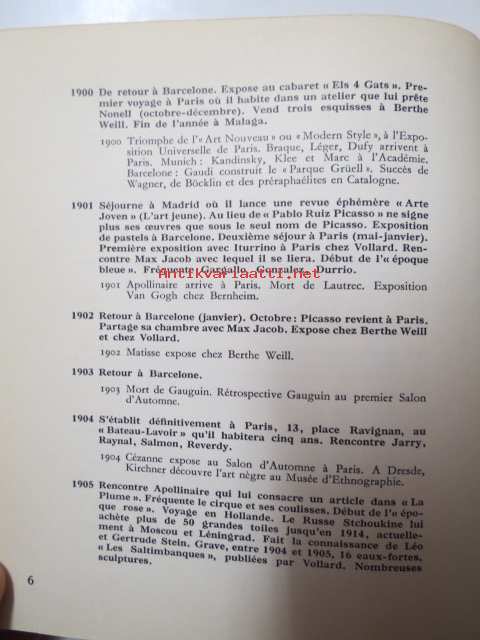 1900 De retour à Barcelone. Expose au cabaret « Els 4 Gats ». Pre-
mier voyage à Paris où il habite dans un atelier que lui prête
Nonell (octobre-décembre). Vend trois esquisses à Berthe
Weill. Fin de l'année à Malaga.
1900 Triomphe de l'« Art Nouveau » ou « Modern Style », à l'Expo-
sition Universelle de Paris. Braque, Léger, Dufy arrivent à
Paris. Munich : Kandinsky, Klee et Marc à l'Académie.
Barcelone : Gaudi construit le « Parque Grüell ». Succès de
Wagner, de Böcklin et des préraphaélites en Catalogne.
1901 Séjourne à Madrid où il lance une revue éphémère « Arte
Joven » (L'art jeune). Au lieu de « Pablo Ruiz Picasso » ne signe
plus ses œuvres que sous le seul nom de Picasso. Exposition
de pastels à Barcelone. Deuxième séjour à Paris (mai-janvier).
Première exposition avec Iturrino à Paris chez Vollard. Ren-
contre Max Jacob avec lequel il se liera. Début de l'« époque
bleue ». Fréquente Gargallo, Gonzalez, Durrio.
Antikvariaatti.net
1901 Apollinaire arrive à Paris. Mort de Lautrec. Exposition
Van Gogh chez Bernheim.
1902 Retour à Barcelone (janvier). Octobre : Picasso revient à Paris.
Partage sa chambre avec Max Jacob. Expose chez Berthe Weill
et chez Vollard.
1902 Matisse expose chez Berthe Weill.
1903 Retour à Barcelone.
1903 Mort de Gauguin. Rétrospective Gauguin au premier Salon
d'Automne.
1904 S'établit définitivement à Paris, 13, place Ravignan, au
« Bateau-Lavoir » qu'il habitera cinq ans. Rencontre Jarry,
Raynal, Salmon, Reverdy.
1904 Cézanne expose au Salon d'Automne à Paris. A Dresde,
Kirchner découvre l'art nègre au Musée d'Ethnographie.
1905 Rencontre Apollinaire qui lui consacre un article dans « La
Plume ». Fréquente le cirque et ses coulisses. Début de l'« épo-
que rose ». Voyage en Hollande. Le Russe Stchoukine lui
achète plus de 50 grandes toiles jusqu'en 1914, actuelle-
ment à Moscou et Léningrad. Fait la connaissance de Léo
et Gertrude Stein. Grave, entre 1904 et 1905, 16 eaux-fortes,
« Les Saltimbanques », publiées par Vollard. Nombreuses
sculptures.
6